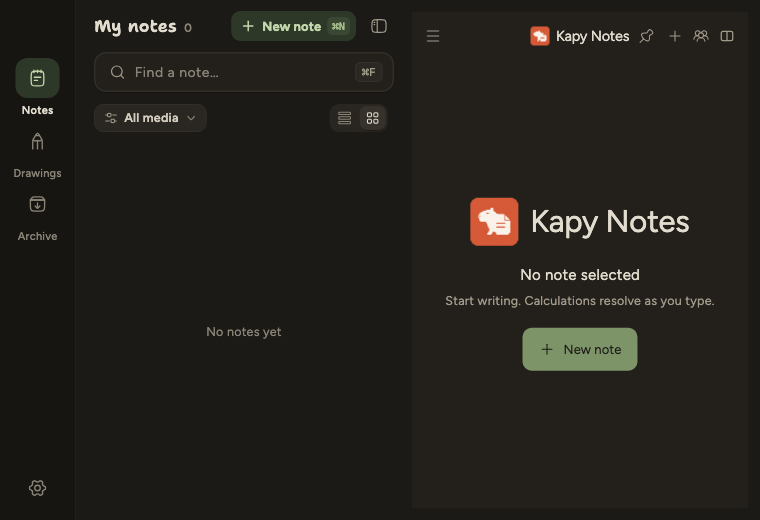 My notes 0
New note ⌘N
Find a note... ⌘F
All media
Notes
Drawings
Archive
No notes yet
Kapy Notes
Kapy Notes
No note selected
Start writing. Calculations resolve as you type.
New note